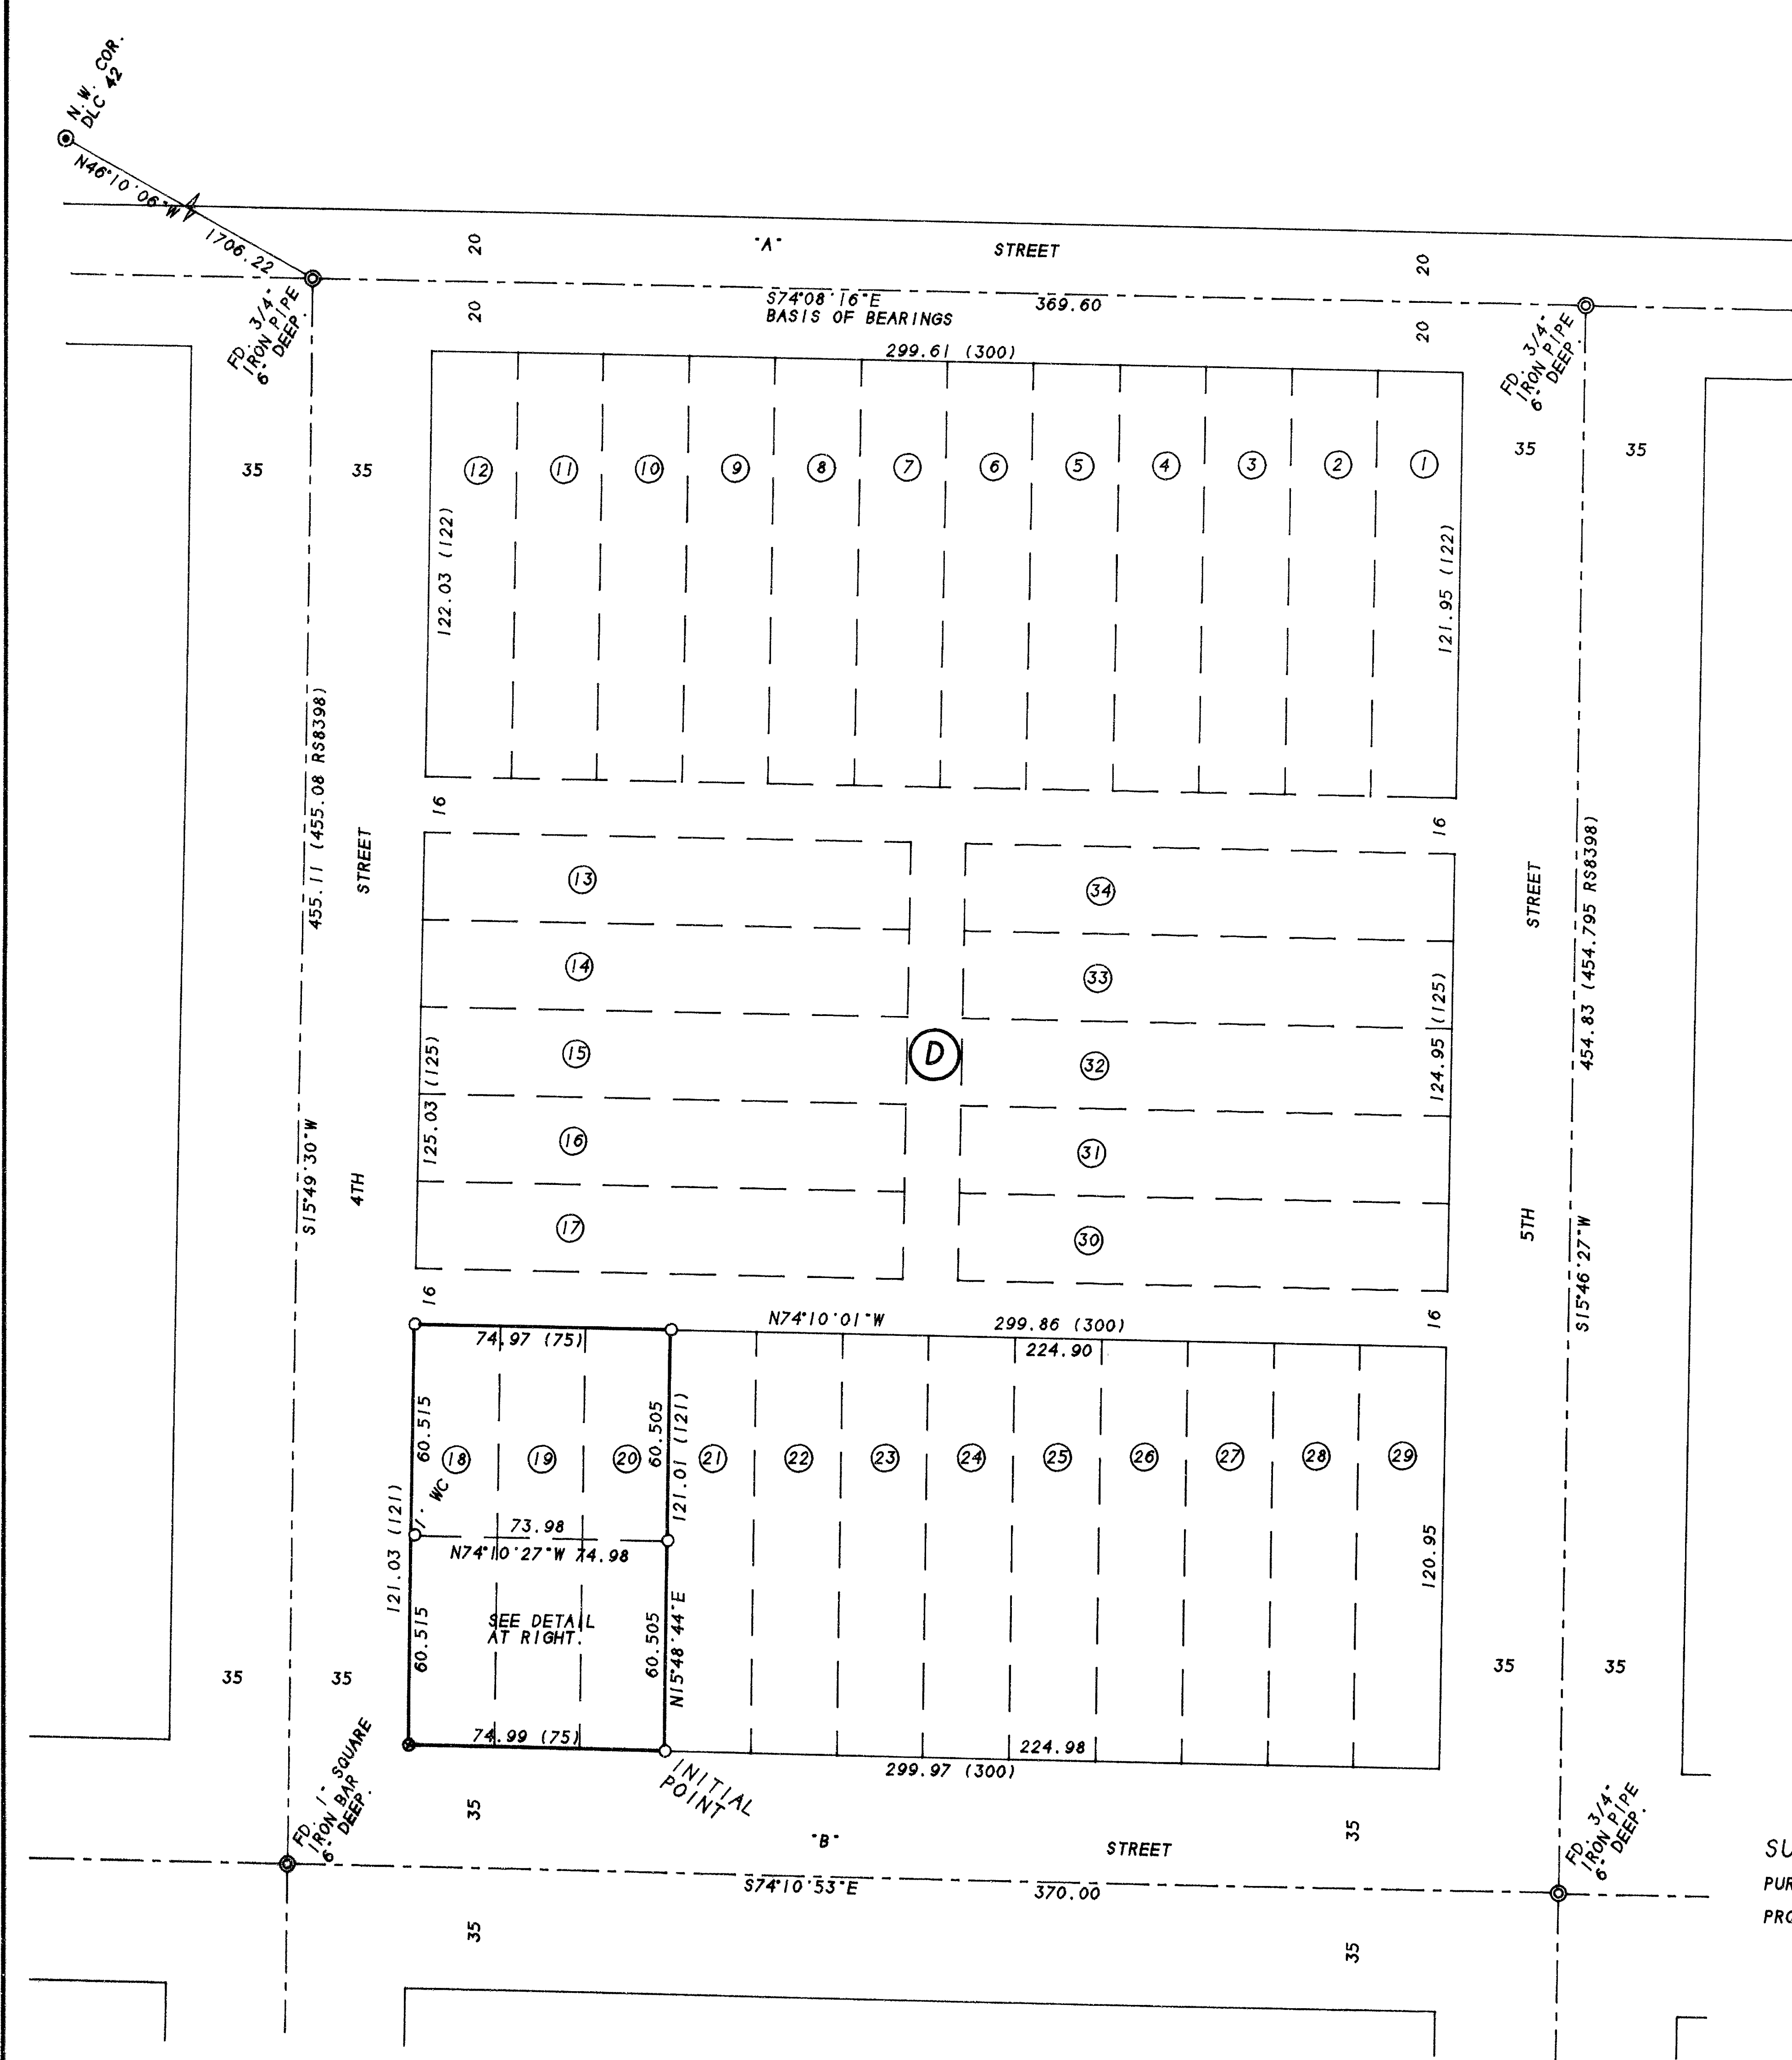 N.W. COR.
DLC 42
N46°10'06"W
1706.22
20
"A"
STREET
20
FD. 3/4"
IRON PIPE
6" DEEP.
20
S74°08'16"E
369.60
BASIS OF BEARINGS
20
FD. 3/4"
IRON PIPE
6" DEEP.
299.61 (300)
35
35
12
11
10
9
8
7
6
5
4
3
2
1
35
35
122.03 (122)
121.95 (122)
455.11 (455.08 RS8398)
S15°49'30"W
STREET
4TH
16
16
13
34
14
33
D
15
32
16
31
17
30
125.03 (125)
124.95 (125)
STREET
5TH
454.83 (454.795 RS8398)
S15°46'27"W
16
N74°10'01"W
299.86 (300)
16
74.97 (75)
224.90
60.515
60.505
121.01 (121)
18
19
20
21
22
23
24
25
26
27
28
29
1' WC
73.98
N74°10'27"W 74.98
121.03 (121)
60.515
SEE DETAIL
AT RIGHT.
60.505
N15°48'44"E
120.95
35
35
35
35
74.99 (75)
224.98
299.97 (300)
INITIAL
POINT
FD. 1" SQUARE
IRON BAR
6" DEEP.
35
"B"
STREET
35
FD. 3/4"
IRON PIPE
6" DEEP.
S74°10'53"E
370.00
35
35
SU
PUR
PRO